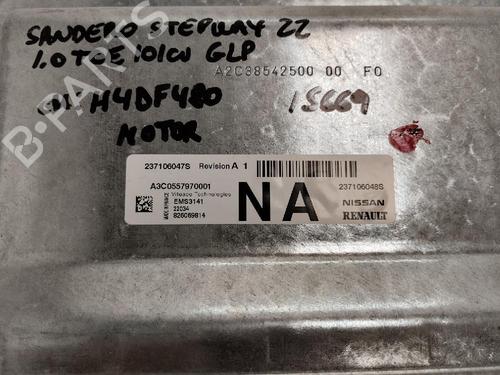 SANDERO STEPWAY 22
1.0 TCE 101CV GLP
A2C38542500 00 F0
H4DF480
15669
MOTOR
237106047S Revision A 1
A3C0557970001
Vitesco Technologies
EMS3141
22034
826069814
NA
237106048S
NISSAN
RENAULT
B-PARTS